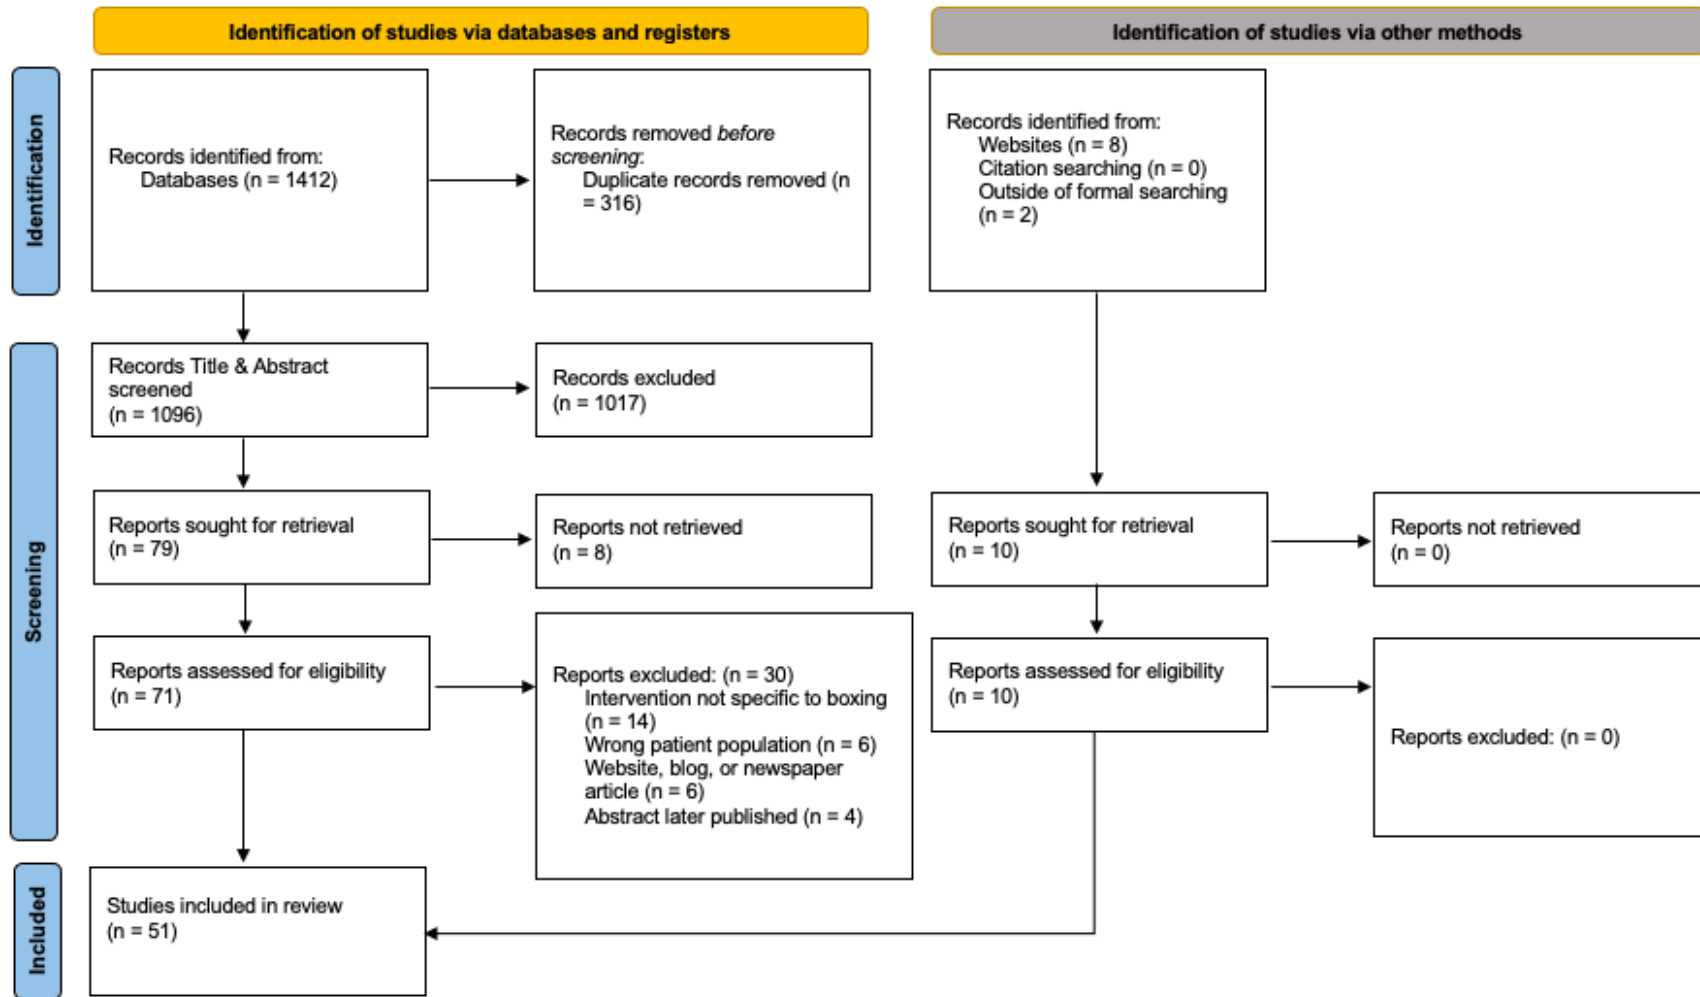 Identification of studies via databases and registers
Identification of studies via other methods
Identification
Records identified from:
Databases (n = 1412)
Records removed before
screening:
Duplicate records removed (n
= 316)
Records identified from:
Websites (n = 8)
Citation searching (n = 0)
Outside of formal searching
(n = 2)
Screening
Records Title & Abstract
screened
(n = 1096)
Records excluded
(n = 1017)
Reports sought for retrieval
(n = 79)
Reports not retrieved
(n = 8)
Reports sought for retrieval
(n = 10)
Reports not retrieved
(n = 0)
Reports assessed for eligibility
(n = 71)
Reports excluded: (n = 30)
Intervention not specific to boxing
(n = 14)
Wrong patient population (n = 6)
Website, blog, or newspaper
article (n = 6)
Abstract later published (n = 4)
Reports assessed for eligibility
(n = 10)
Reports excluded: (n = 0)
Included
Studies included in review
(n = 51)